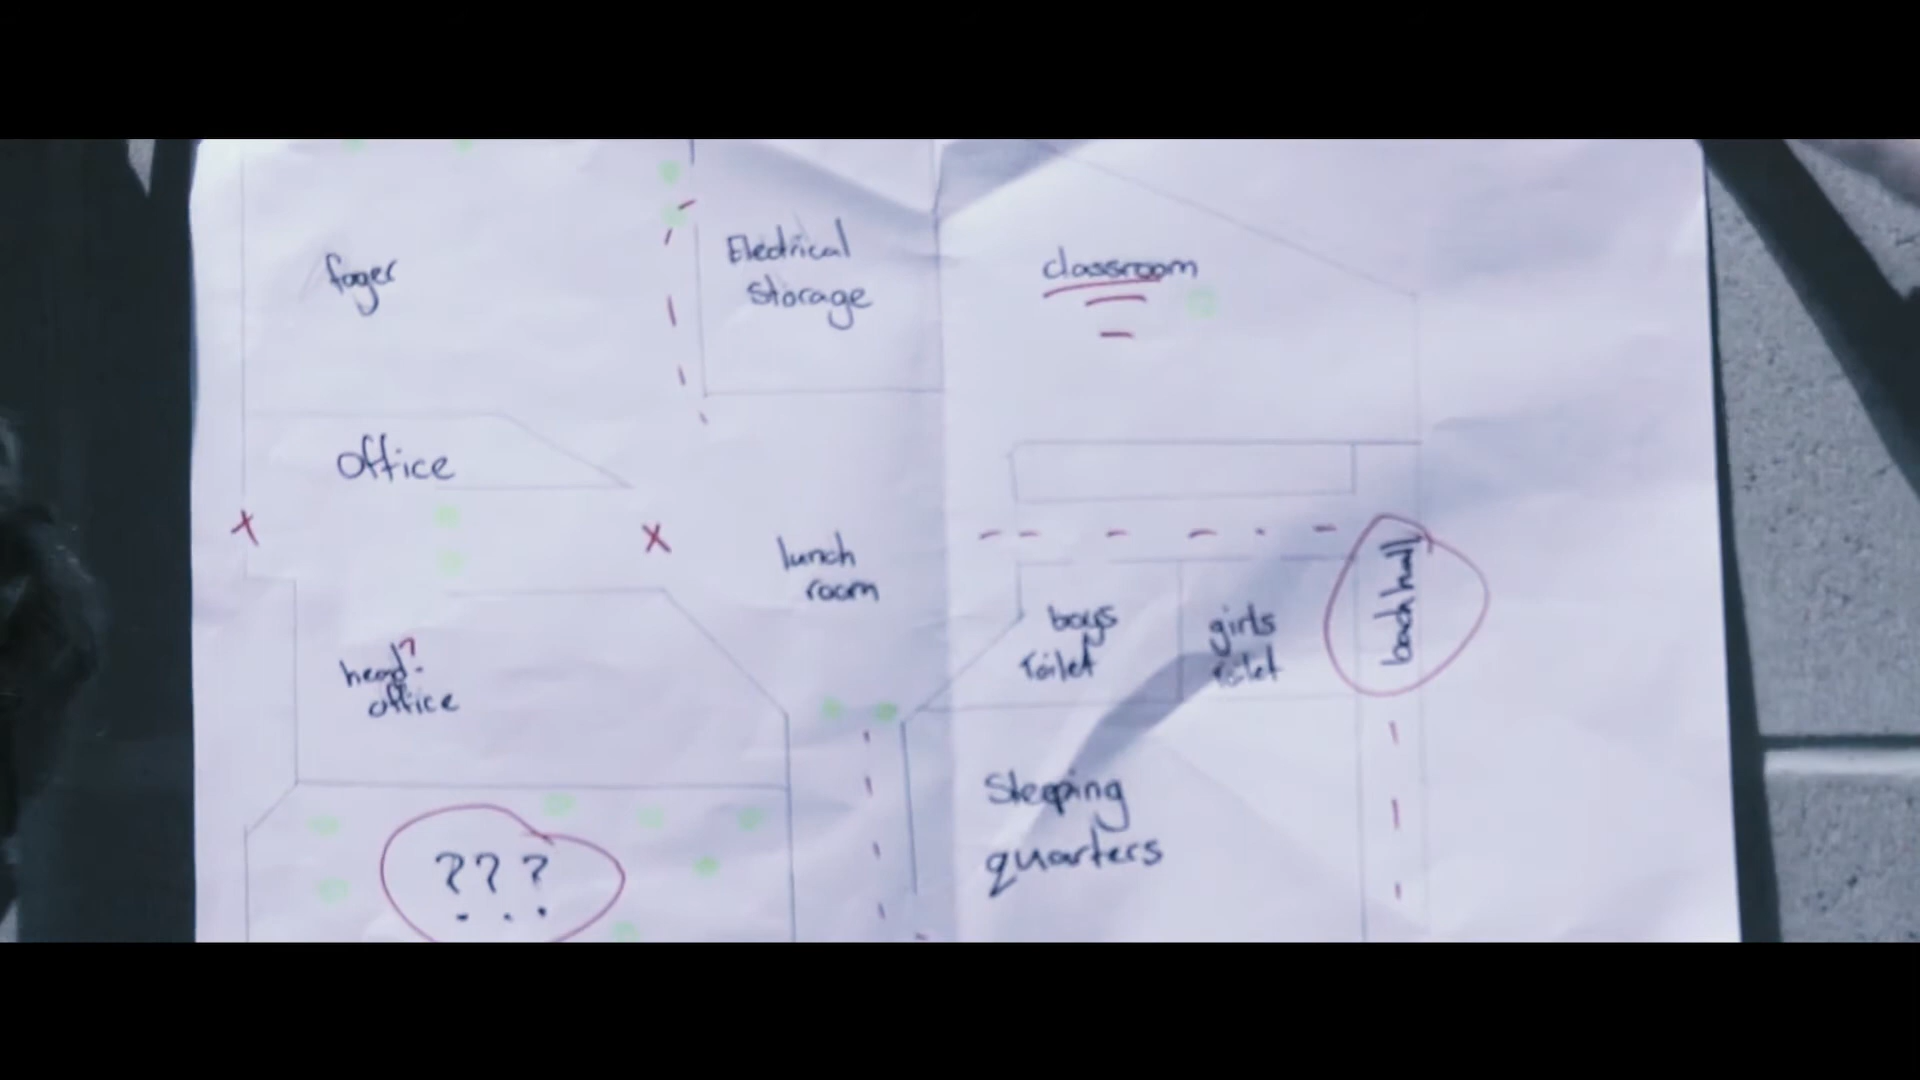 foyer
Electrical
storage
classroom
office
x
x
lunch
room
boys
Toilet
girls
Toilet
back hall
head?
office
Sleeping
quarters
???